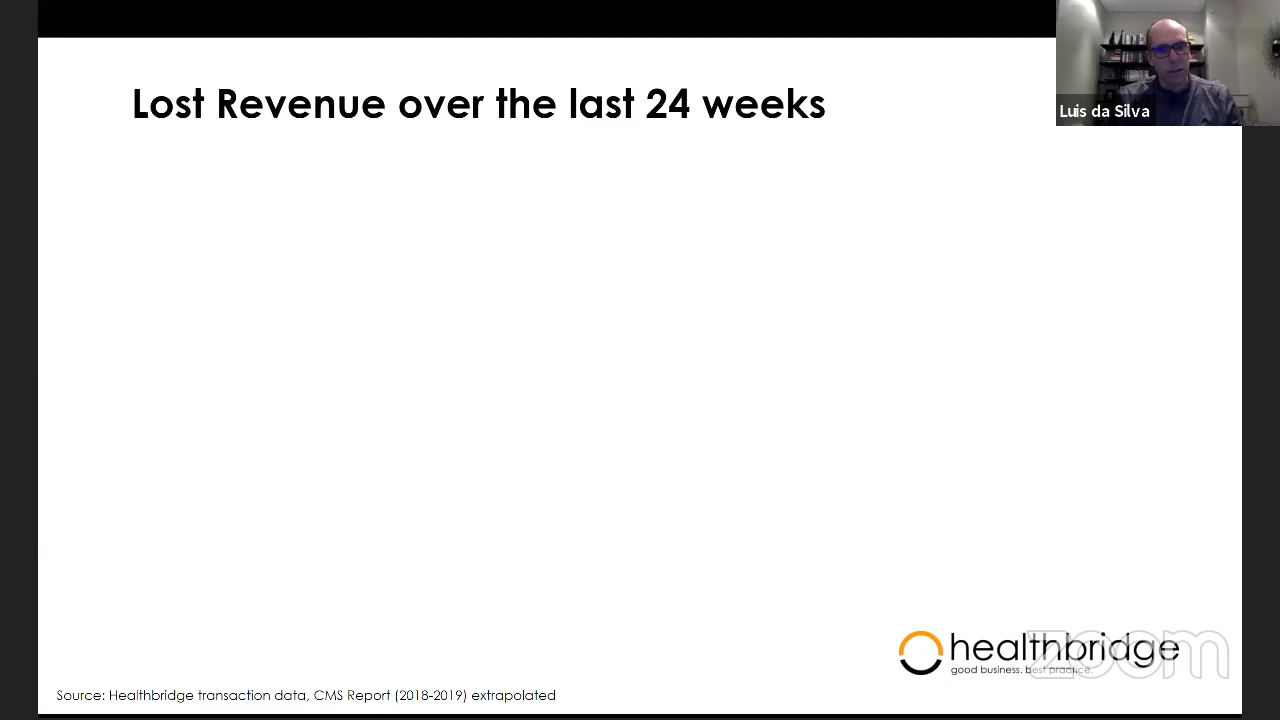 Lost Revenue over the last 24 weeks
Luis da Silva
healthbridge
good business. best practice.
zoom
Source: Healthbridge transaction data, CMS Report (2018-2019) extrapolated